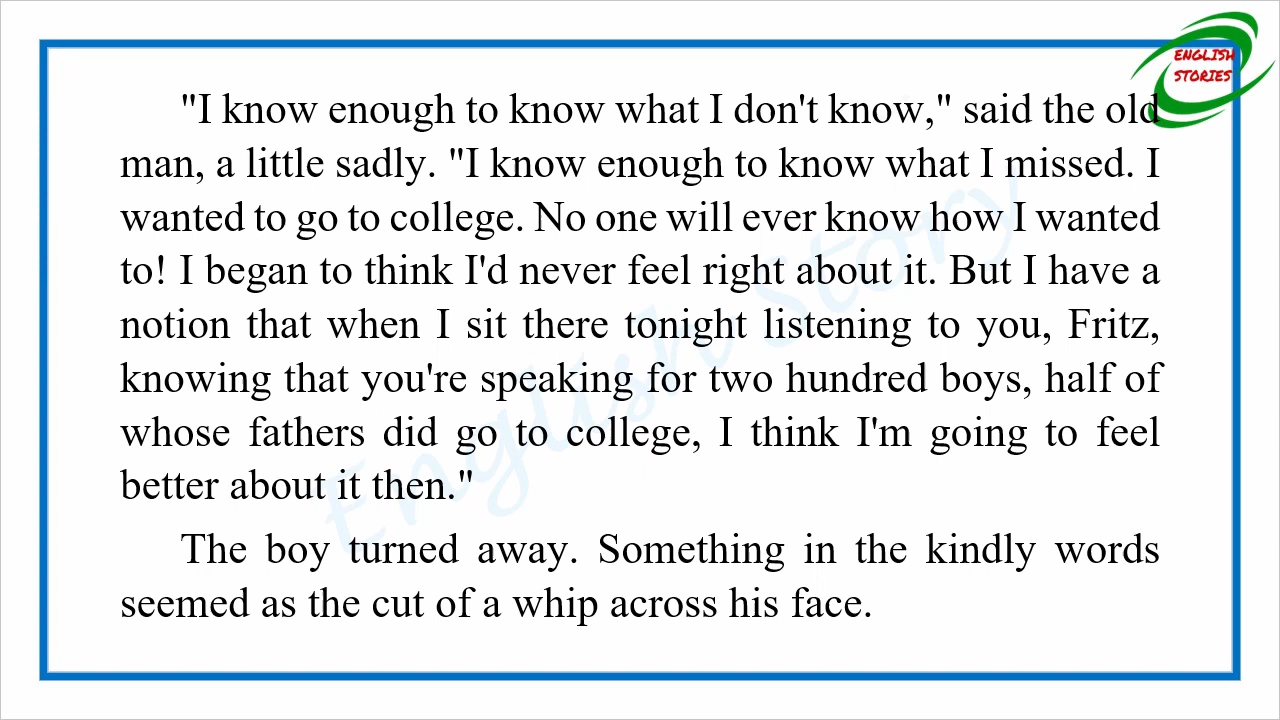 ENGLISH
STORIES
"I know enough to know what I don't know," said the old
man, a little sadly. "I know enough to know what I missed. I
wanted to go to college. No one will ever know how I wanted
to! I began to think I'd never feel right about it. But I have a
notion that when I sit there tonight listening to you, Fritz,
knowing that you're speaking for two hundred boys, half of
whose fathers did go to college, I think I'm going to feel
better about it then."
The boy turned away. Something in the kindly words
seemed as the cut of a whip across his face.
English Story